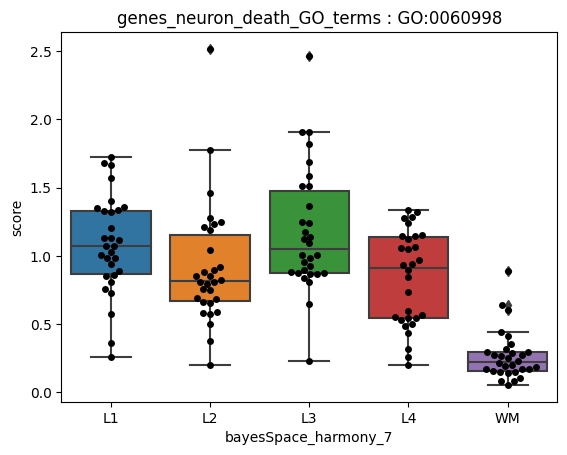 genes_neuron_death_GO_terms : GO:0060998
2.5
2.0
1.5
1.0
0.5
0.0
score
L1 L2 L3 L4 WM
bayesSpace_harmony_7